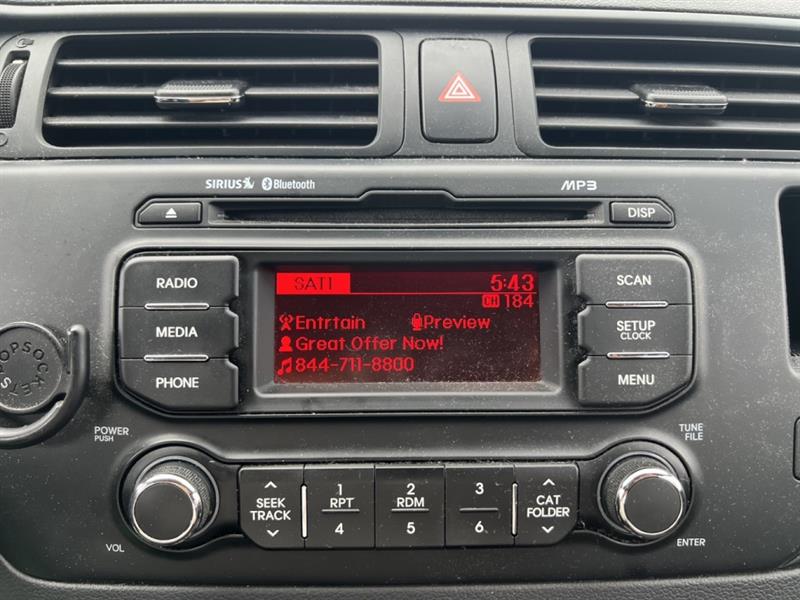 SIRIUS Bluetooth MP3
DISP
RADIO
MEDIA
PHONE
SAT1 5:43
CH 184
Entrtain Preview
Great Offer Now!
844-711-8800
SCAN
SETUP
CLOCK
MENU
POPSOCKETS
POWER
PUSH
VOL
SEEK
TRACK
1 2 3
RPT RDM
4 5 6
CAT
FOLDER
TUNE
FILE
ENTER